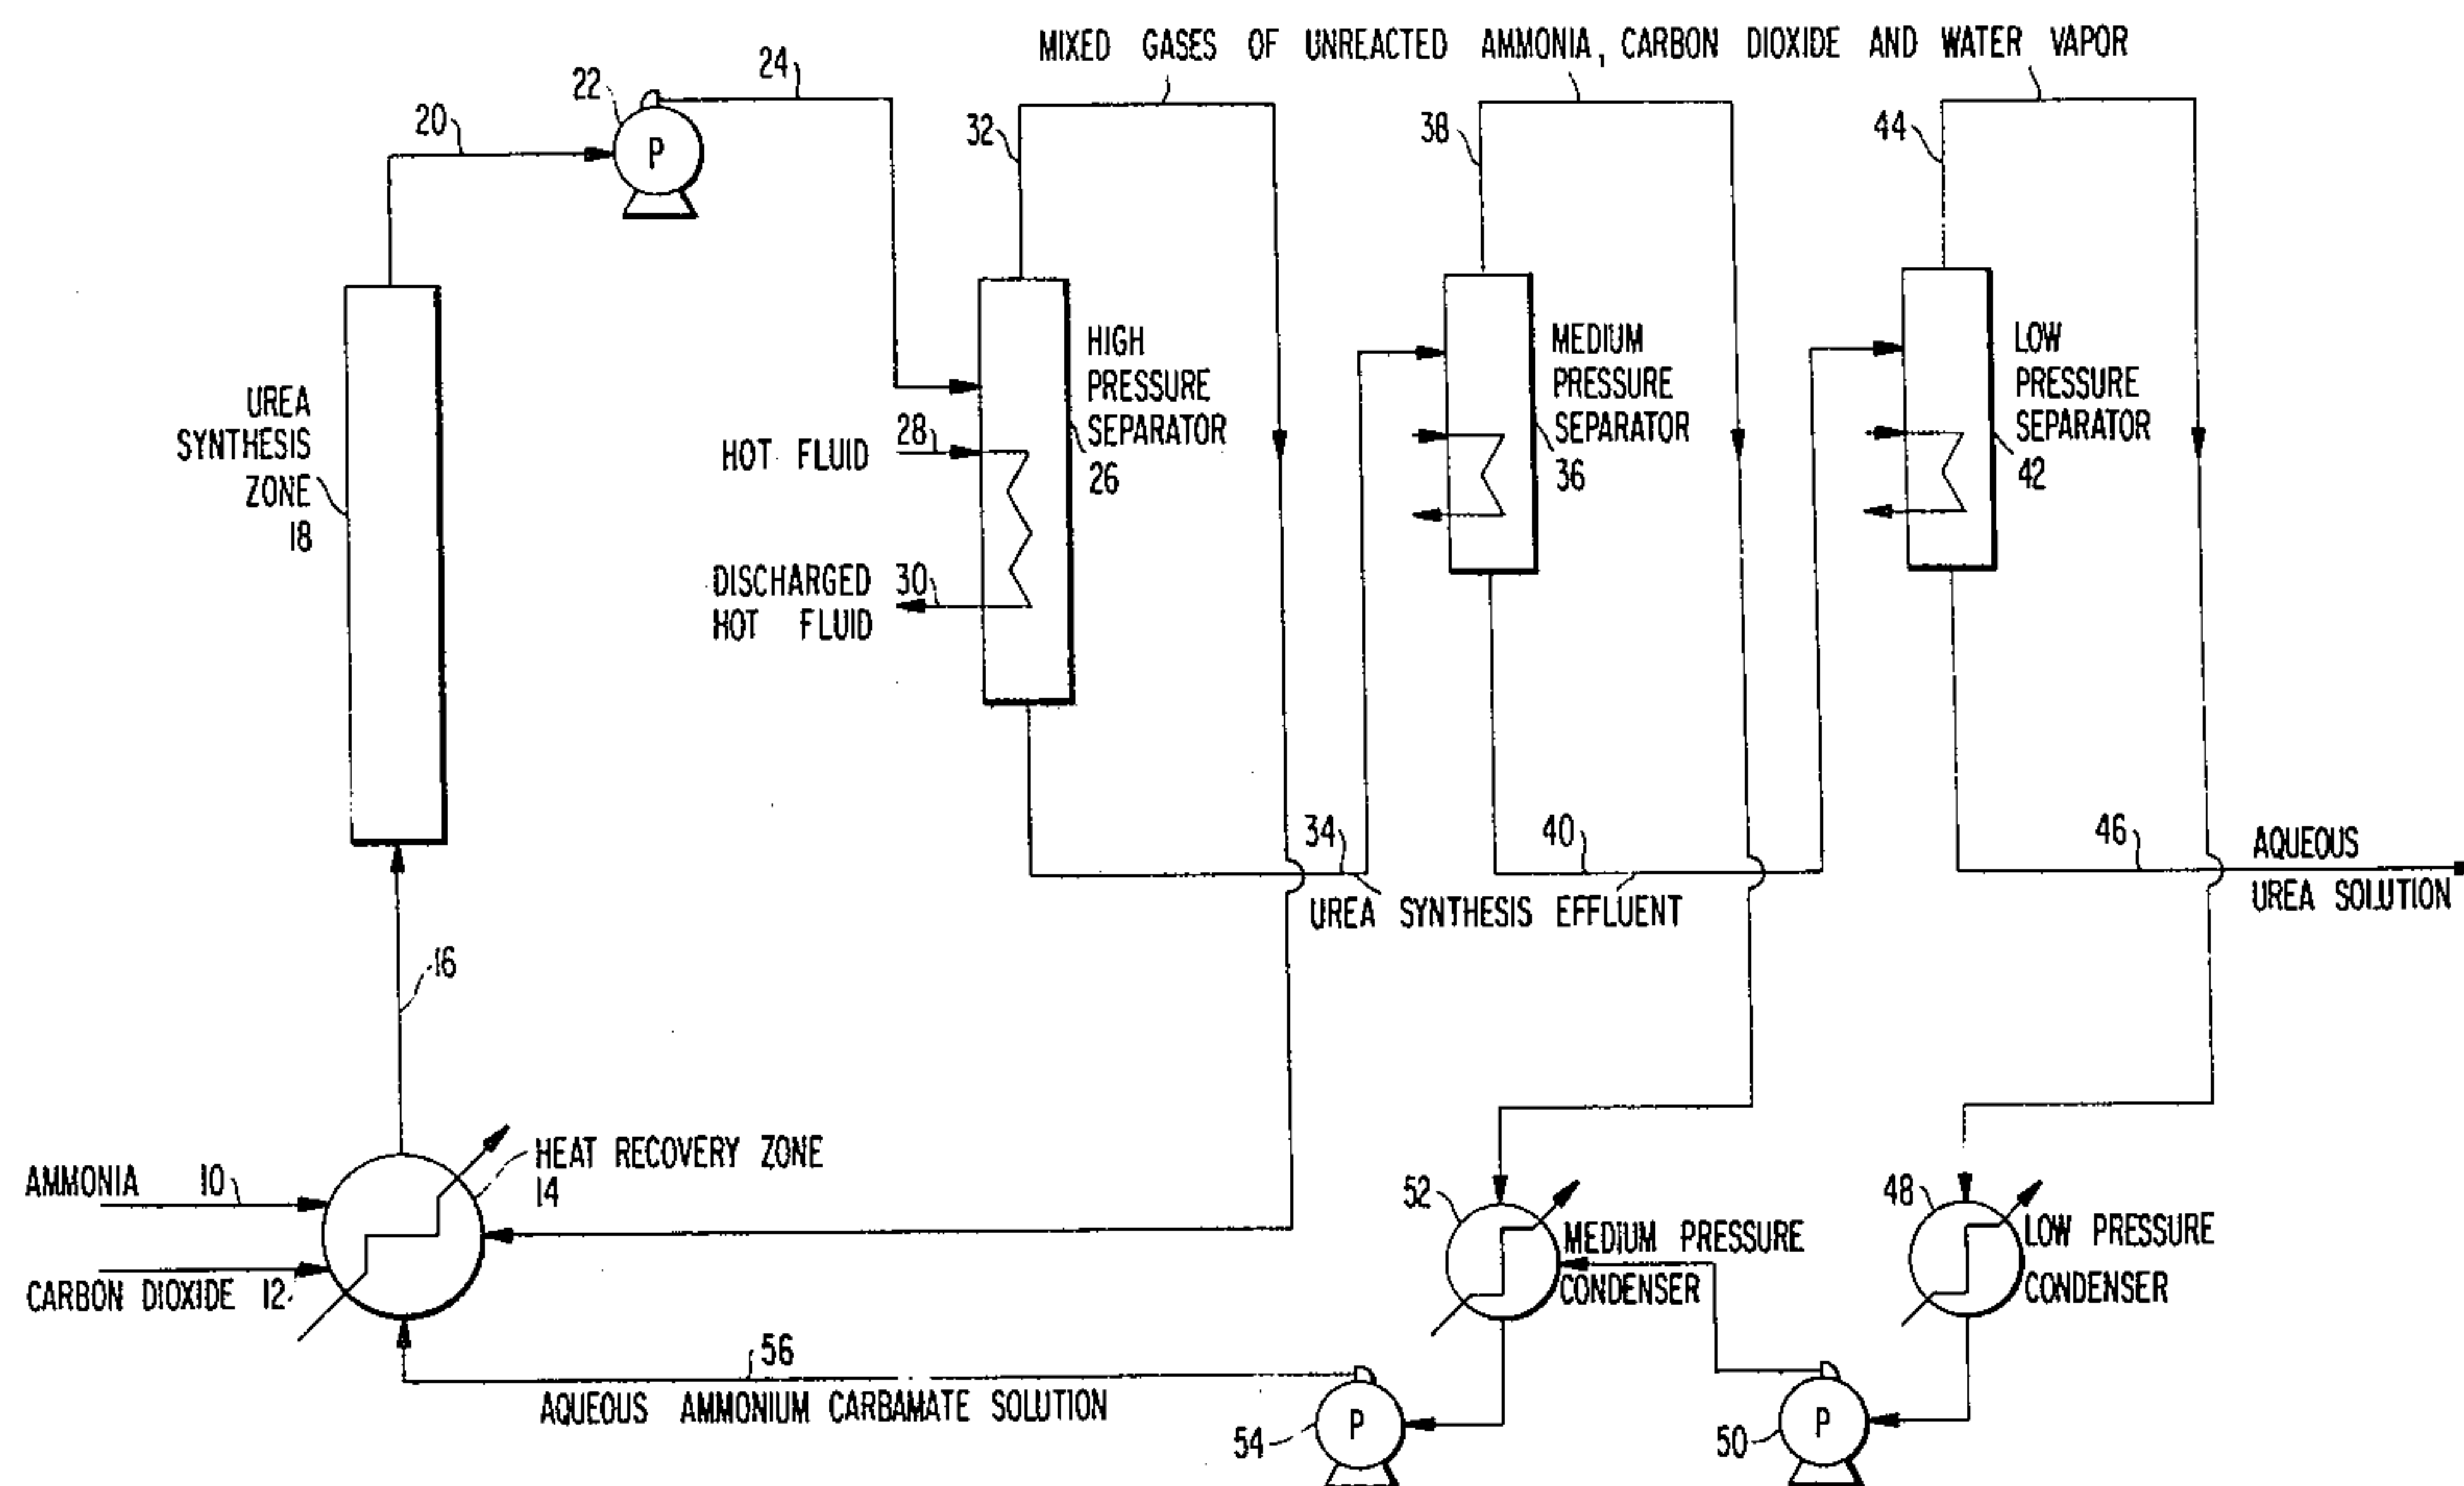 MIXED GASES OF UNREACTED AMMONIA, CARBON DIOXIDE AND WATER VAPOR
24
22
20
P
32
38
44
UREA
SYNTHESIS
ZONE
18
HIGH
PRESSURE
SEPARATOR
26
HOT FLUID
28
DISCHARGED
HOT FLUID
30
MEDIUM
PRESSURE
SEPARATOR
36
LOW
PRESSURE
SEPARATOR
42
34
40
46
UREA SYNTHESIS EFFLUENT
AQUEOUS
UREA SOLUTION
16
HEAT RECOVERY ZONE
14
AMMONIA 10
CARBON DIOXIDE 12
52
MEDIUM PRESSURE
CONDENSER
48
LOW PRESSURE
CONDENSER
56
AQUEOUS AMMONIUM CARBAMATE SOLUTION
54
P
50
P